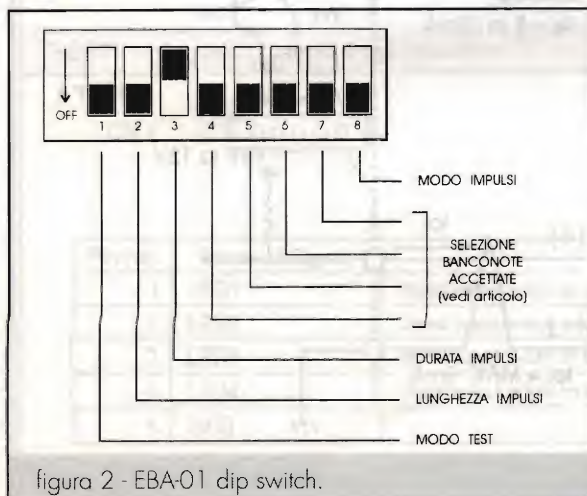 OFF
1 2 3 4 5 6 7 8
MODO IMPULSI
SELEZIONE
BANCONOTE
ACCETTATE
(vedi articolo)
DURATA IMPULSI
LUNGHEZZA IMPULSI
MODO TEST
figura 2 - EBA-01 dip switch.